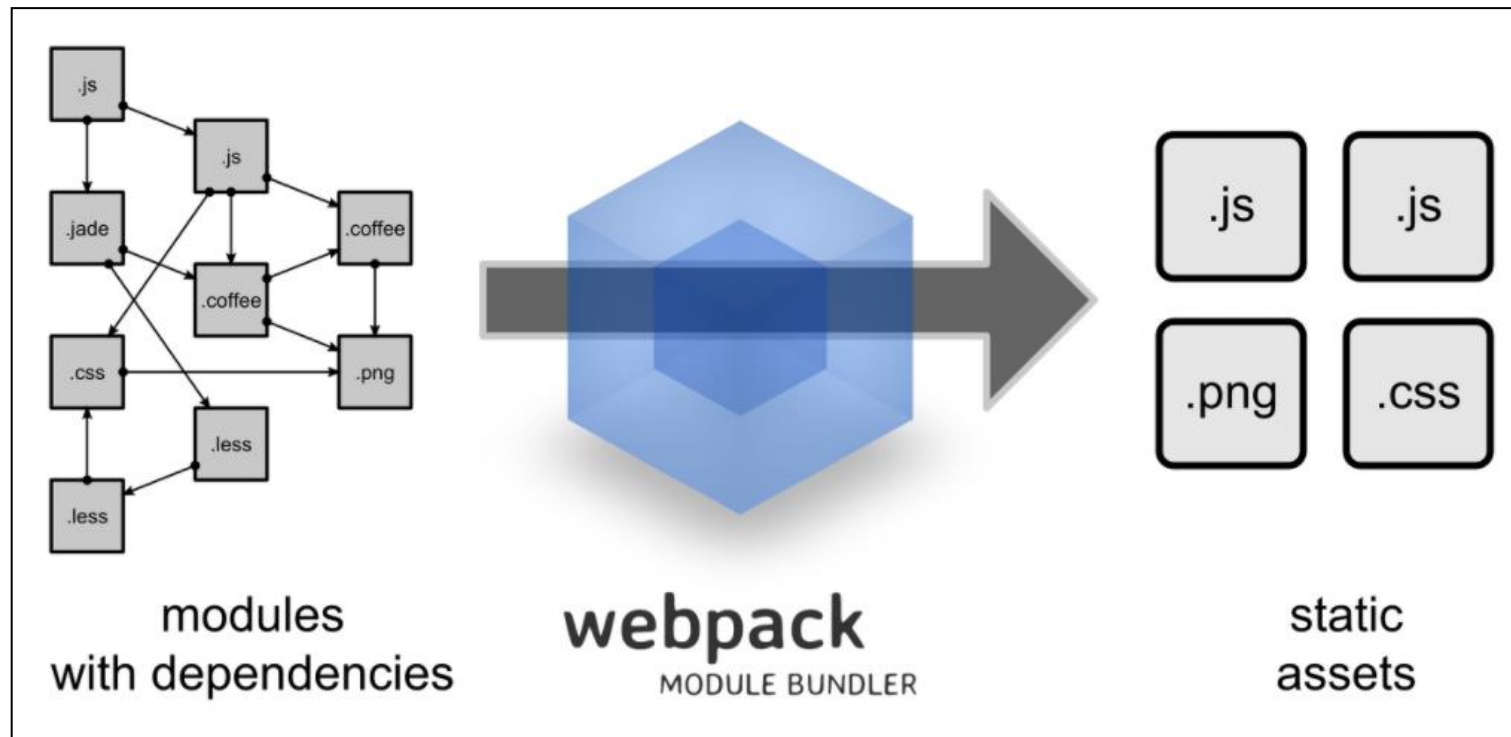 .js
.js
.jade
.coffee
.coffee
.css
.png
.less
.less
modules
with dependencies
webpack
MODULE BUNDLER
.js
.js
.png
.css
static
assets